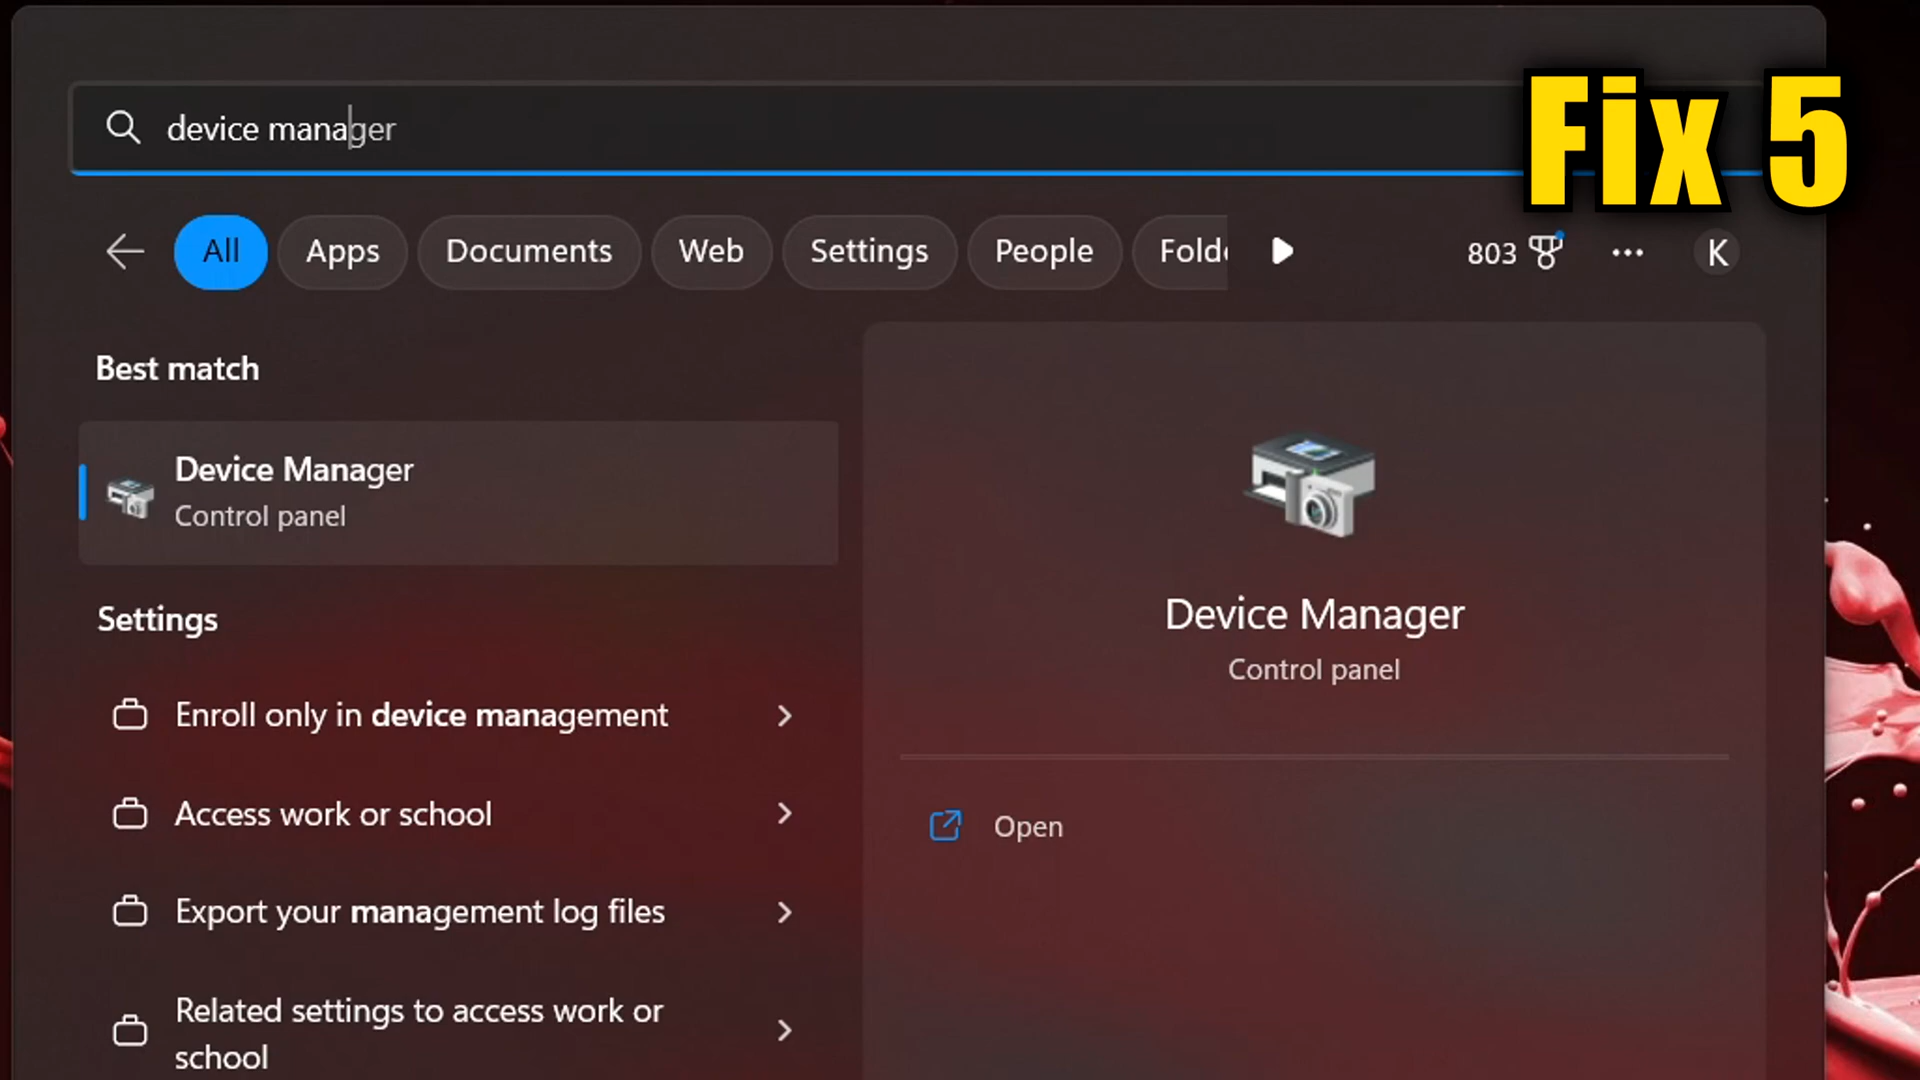 Fix 5
device manager
All
Apps
Documents
Web
Settings
People
Folde
803
K
Best match
Device Manager
Control panel
Settings
Enroll only in device management
Access work or school
Export your management log files
Related settings to access work or
school
Device Manager
Control panel
Open